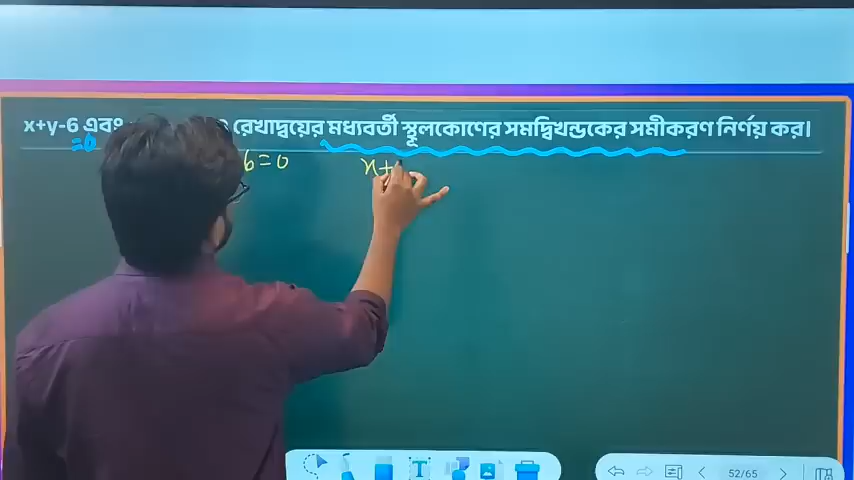 x+y-6 এবং রেখাদ্বয়ের মধ্যবর্তী স্থূলকোণের সমদ্বিখন্ডকের সমীকরণ নির্ণয় কর।
=0
6=0 x+
52/65